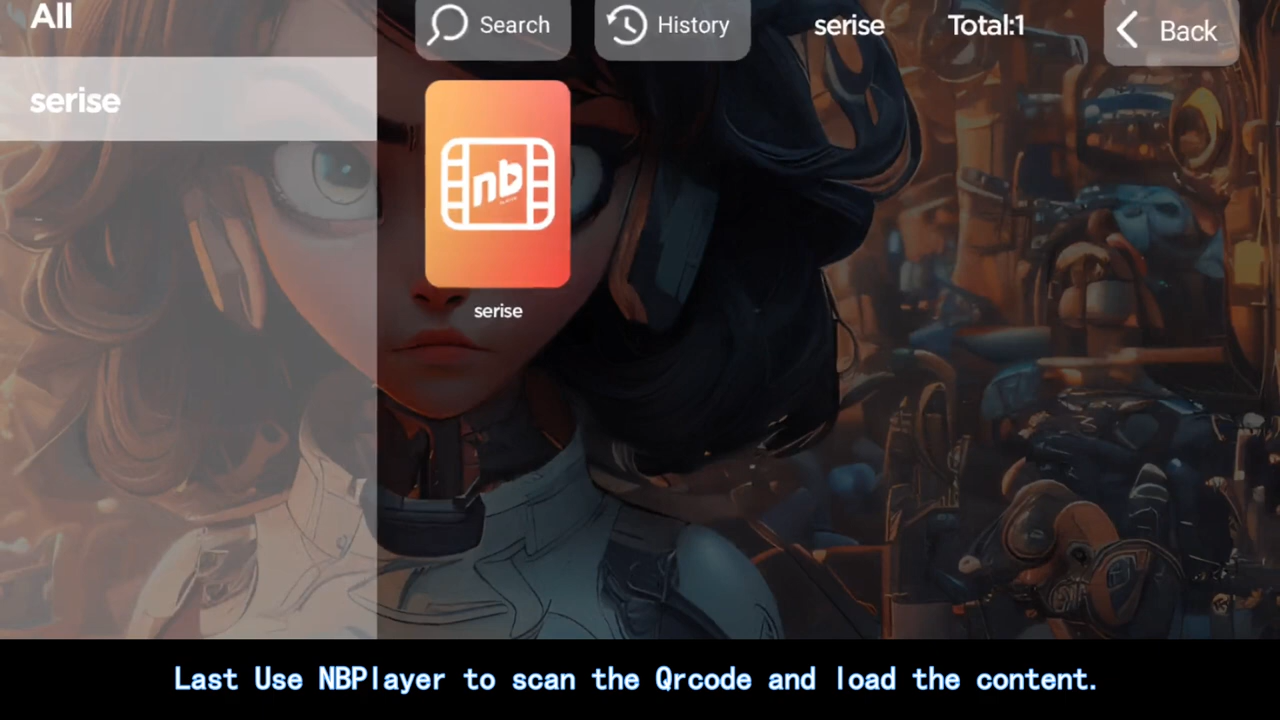 All
Search
History
serise
Total:1
Back
serise
nb
serise
Last Use NBPlayer to scan the Qrcode and load the content.